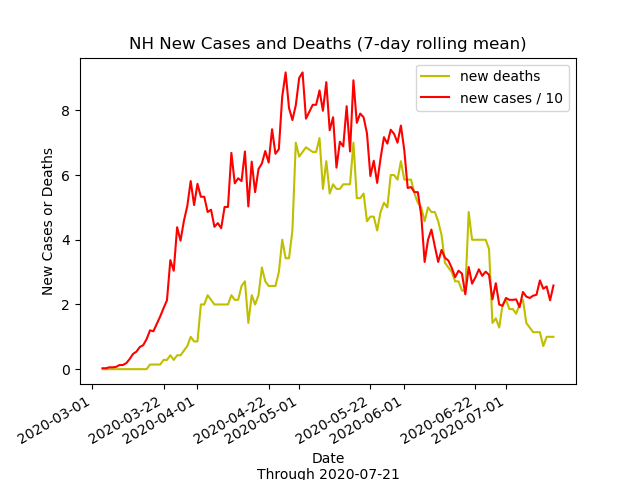 NH New Cases and Deaths (7-day rolling mean)
new deaths
new cases / 10
New Cases or Deaths
8
6
4
2
0
2020-03-01
2020-03-22
2020-04-01
2020-04-22
2020-05-01
2020-05-22
2020-06-01
2020-06-22
2020-07-01
Date
Through 2020-07-21